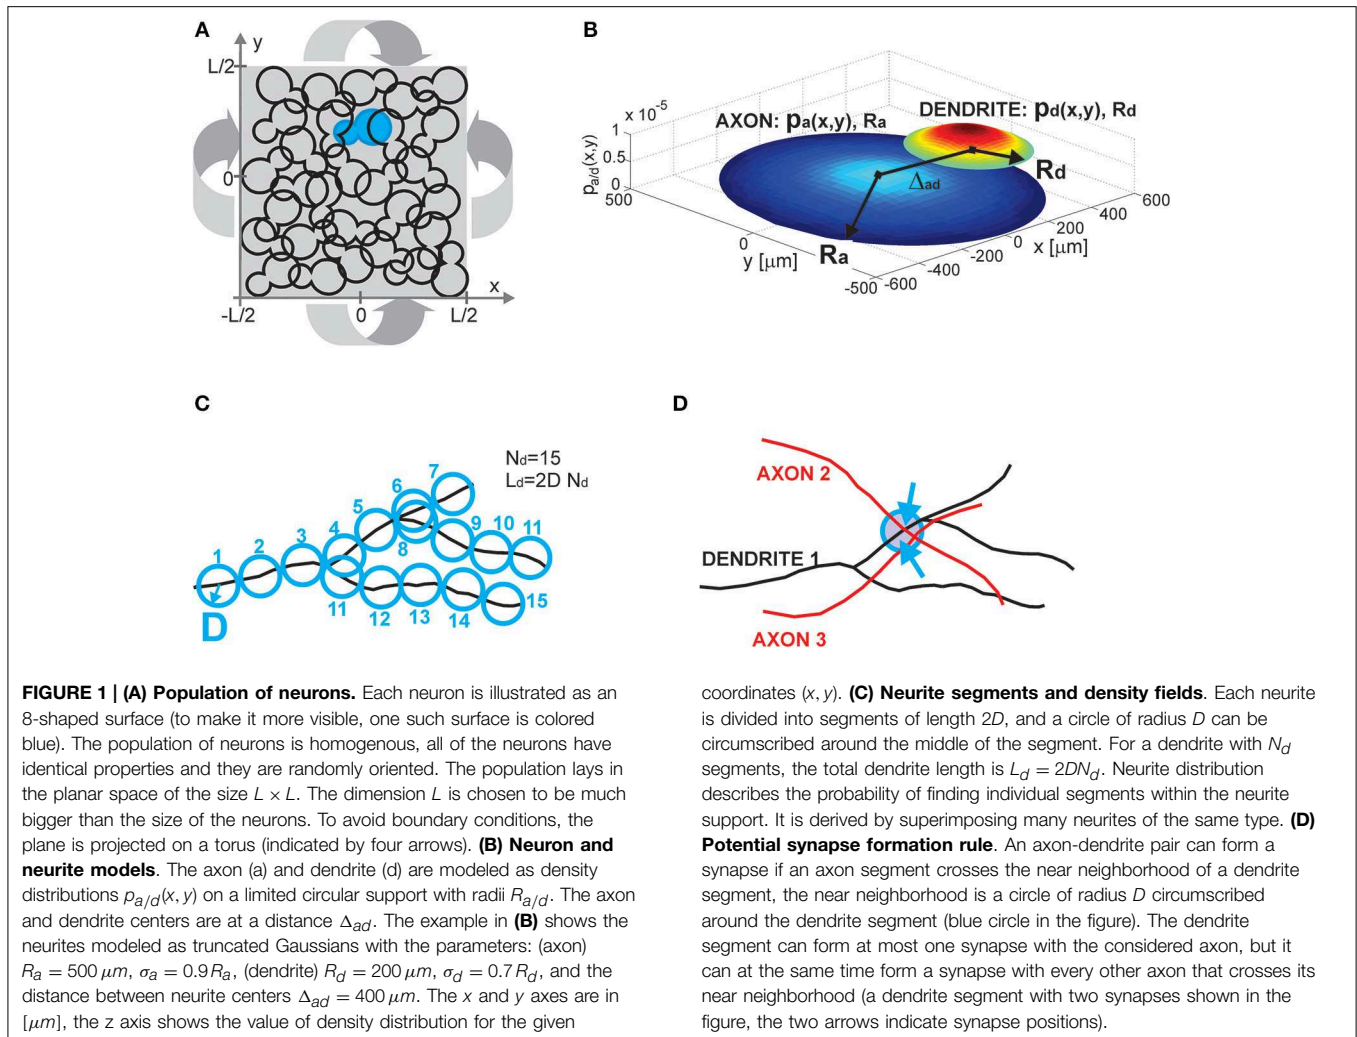 A
y
L/2
0
x
-L/2
0
L/2
B
x 10⁻⁵
AXON: pa(x,y), Ra
DENDRITE: pd(x,y), Rd
1
0.5
0
pa/d(x,y)
500
0
-500
y [µm]
Ra
Rd
Δad
600
400
200
0
-200
-400
-600
x [µm]
C
Nd=15
Ld=2D Nd
1
2
3
4
5
6
7
8
9
10
11
11
12
13
14
15
D
D
AXON 2
DENDRITE 1
AXON 3
FIGURE 1 | (A) Population of neurons. Each neuron is illustrated as an
8-shaped surface (to make it more visible, one such surface is colored
blue). The population of neurons is homogenous, all of the neurons have
identical properties and they are randomly oriented. The population lays in
the planar space of the size L × L. The dimension L is chosen to be much
bigger than the size of the neurons. To avoid boundary conditions, the
plane is projected on a torus (indicated by four arrows). (B) Neuron and
neurite models. The axon (a) and dendrite (d) are modeled as density
distributions pa/d(x, y) on a limited circular support with radii Ra/d. The axon
and dendrite centers are at a distance Δad. The example in (B) shows the
neurites modeled as truncated Gaussians with the parameters: (axon)
Ra = 500 µm, σa = 0.9Ra, (dendrite) Rd = 200 µm, σd = 0.7Rd, and the
distance between neurite centers Δad = 400 µm. The x and y axes are in
[µm], the z axis shows the value of density distribution for the given
coordinates (x, y). (C) Neurite segments and density fields. Each neurite
is divided into segments of length 2D, and a circle of radius D can be
circumscribed around the middle of the segment. For a dendrite with Nd
segments, the total dendrite length is Ld = 2DNd. Neurite distribution
describes the probability of finding individual segments within the neurite
support. It is derived by superimposing many neurites of the same type. (D)
Potential synapse formation rule. An axon-dendrite pair can form a
synapse if an axon segment crosses the near neighborhood of a dendrite
segment, the near neighborhood is a circle of radius D circumscribed
around the dendrite segment (blue circle in the figure). The dendrite
segment can form at most one synapse with the considered axon, but it
can at the same time form a synapse with every other axon that crosses its
near neighborhood (a dendrite segment with two synapses shown in the
figure, the two arrows indicate synapse positions).